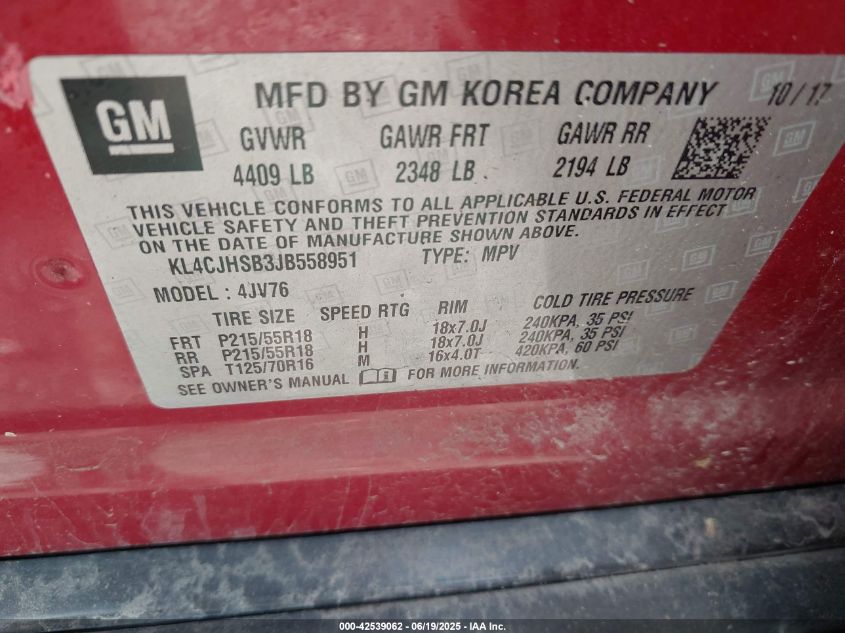 GM MFD BY GM KOREA COMPANY 10/17
GVWR GAWR FRT GAWR RR
4409 LB 2348 LB 2194 LB
THIS VEHICLE CONFORMS TO ALL APPLICABLE U.S. FEDERAL MOTOR
VEHICLE SAFETY AND THEFT PREVENTION STANDARDS IN EFFECT
ON THE DATE OF MANUFACTURE SHOWN ABOVE.
KL4CJHSB3JB558951 TYPE: MPV
MODEL : 4JV76
TIRE SIZE SPEED RTG RIM COLD TIRE PRESSURE
FRT P215/55R18 H 18x7.0J 240KPA, 35 PSI
RR P215/55R18 H 18x7.0J 240KPA, 35 PSI
SPA T125/70R16 M 16x4.0T 420KPA, 60 PSI
SEE OWNER'S MANUAL FOR MORE INFORMATION.
000-42539062 - 06/19/2025 - IAA Inc.